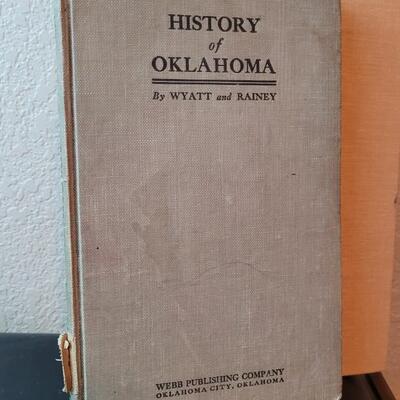 HISTORY
of
OKLAHOMA
By WYATT and RAINEY
WEBB PUBLISHING COMPANY
OKLAHOMA CITY, OKLAHOMA